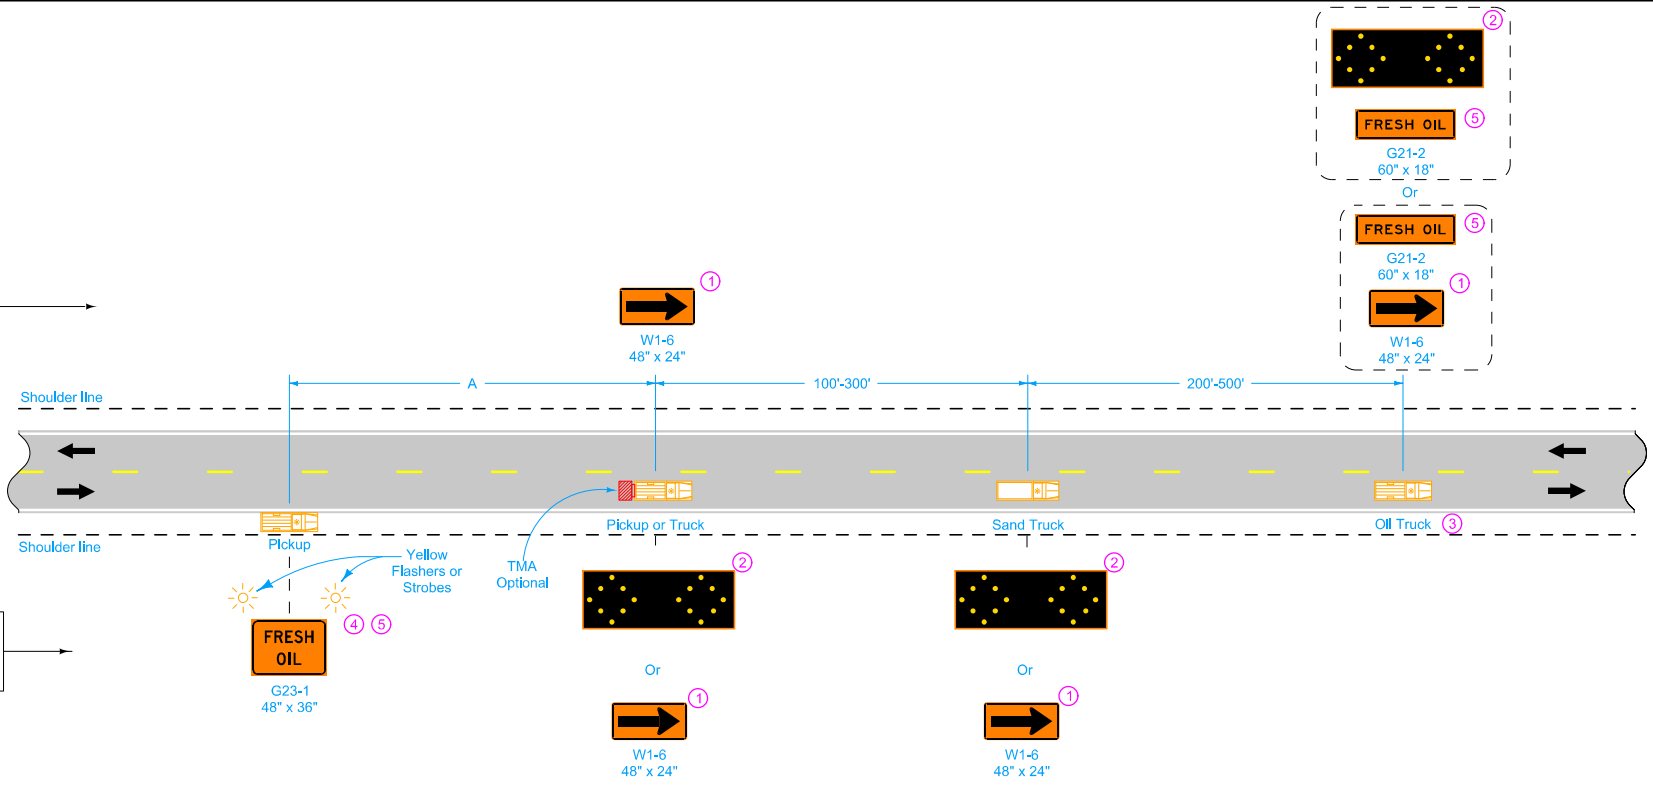 2
FRESH OIL 5
G21-2
60" x 18"
Or
FRESH OIL 5
G21-2
60" x 18"
1
W1-6
48" x 24"
1
W1-6
48" x 24"
A 100'-300' 200'-500'
Shoulder line
Shoulder line
Pickup
Pickup or Truck
Sand Truck
Oil Truck 3
Yellow
Flashers or
Strobes
TMA
Optional
4 5
FRESH
OIL
G23-1
48" x 36"
2
Or
1
W1-6
48" x 24"
2
Or
1
W1-6
48" x 24"